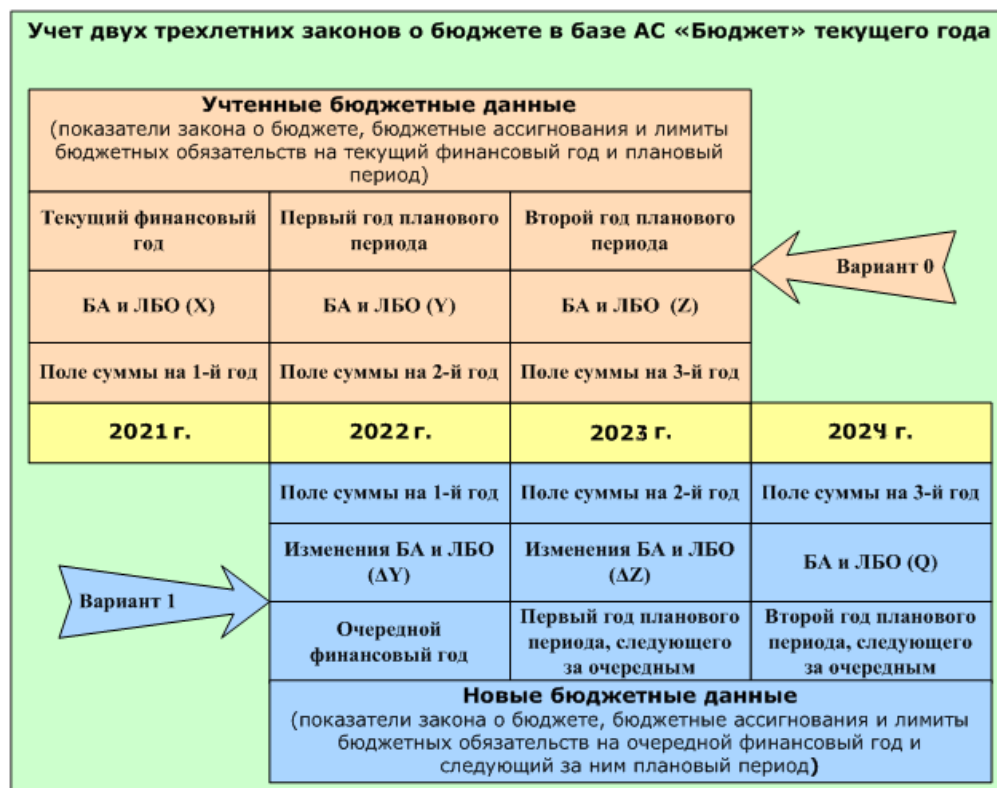 Учет двух трехлетних законов о бюджете в базе АС «Бюджет» текущего года
Учтенные бюджетные данные
(показатели закона о бюджете, бюджетные ассигнования и лимиты
бюджетных обязательств на текущий финансовый год и плановый
период)
Текущий финансовый
год
Первый год планового
периода
Второй год планового
периода
Вариант 0
БА и ЛБО (X)
БА и ЛБО (Y)
БА и ЛБО (Z)
Поле суммы на 1-й год
Поле суммы на 2-й год
Поле суммы на 3-й год
2021 г.
2022 г.
2023 г.
2024 г.
Поле суммы на 1-й год
Поле суммы на 2-й год
Поле суммы на 3-й год
Изменения БА и ЛБО
(ΔY)
Изменения БА и ЛБО
(ΔZ)
БА и ЛБО (Q)
Вариант 1
Очередной
финансовый год
Первый год планового
периода, следующего
за очередным
Второй год планового
периода, следующего
за очередным
Новые бюджетные данные
(показатели закона о бюджете, бюджетные ассигнования и лимиты
бюджетных обязательств на очередной финансовый год и
следующий за ним плановый период)